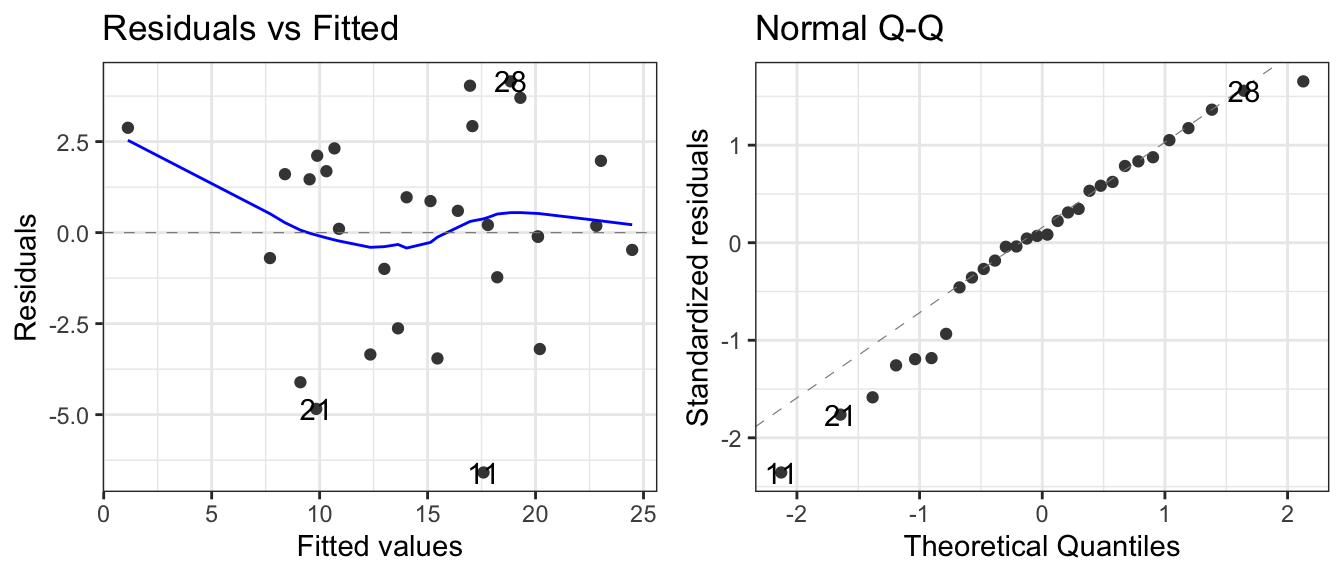 Residuals vs Fitted
28
2.5
0.0
-2.5
-5.0
21
11
0 5 10 15 20 25
Residuals
Fitted values
Normal Q-Q
28
1
0
-1
-2
21
11
-2 -1 0 1 2
Standardized residuals
Theoretical Quantiles